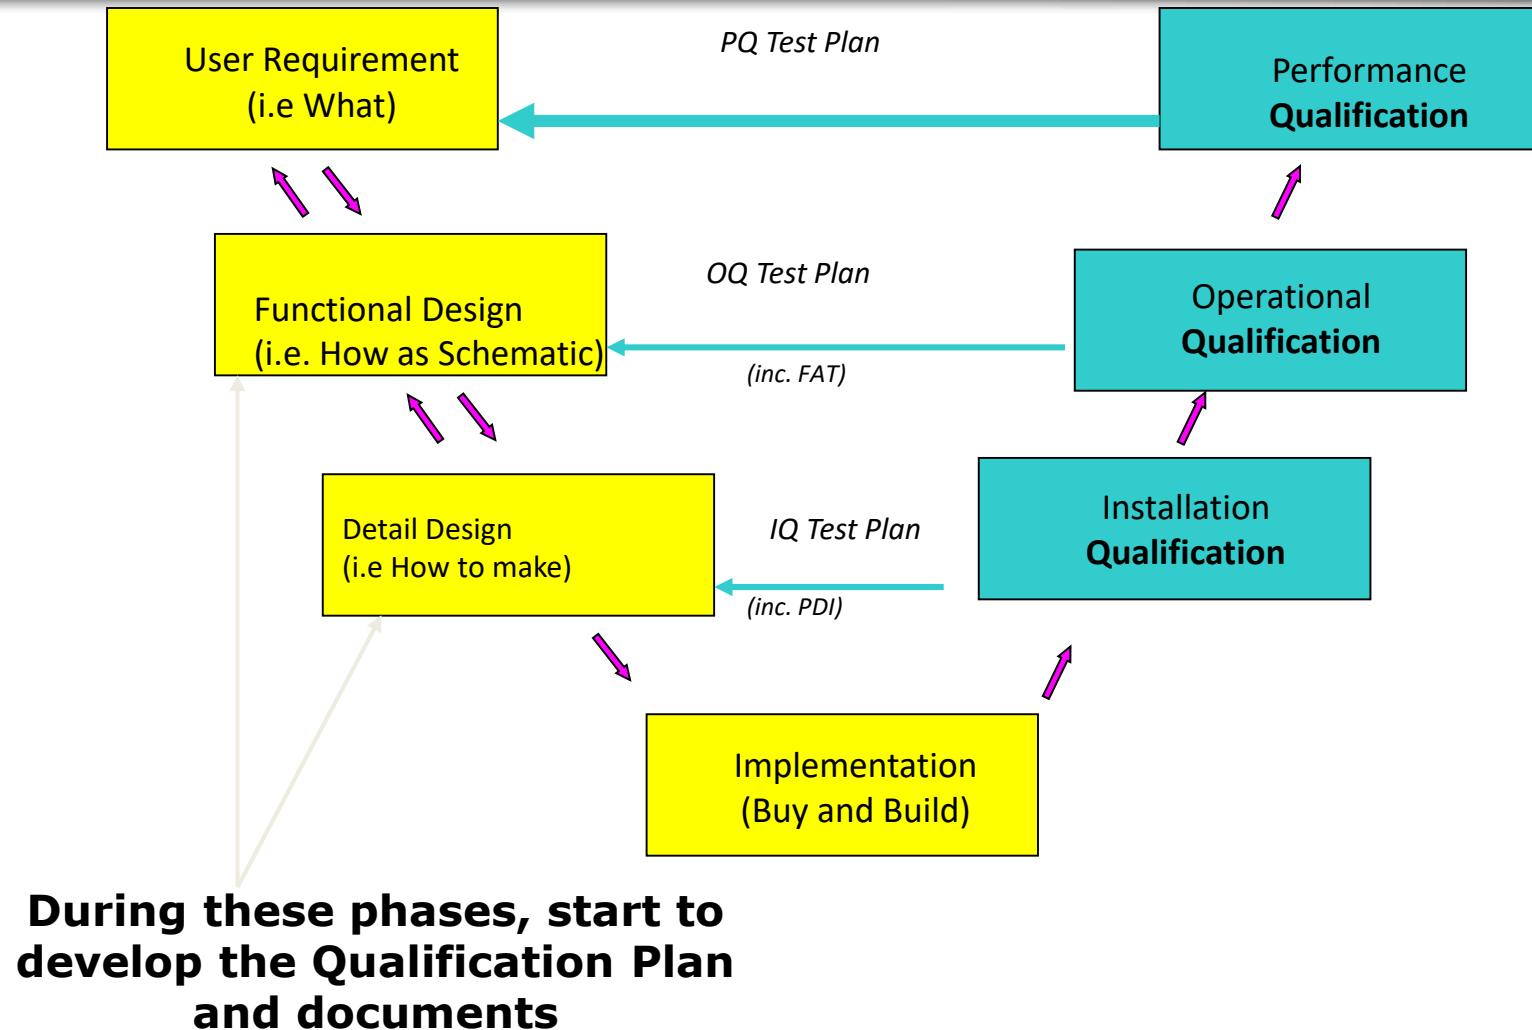 User Requirement
(i.e What)
PQ Test Plan
Performance
Qualification
Functional Design
(i.e. How as Schematic)
OQ Test Plan
(inc. FAT)
Operational
Qualification
Detail Design
(i.e How to make)
IQ Test Plan
(inc. PDI)
Installation
Qualification
Implementation
(Buy and Build)
During these phases, start to
develop the Qualification Plan
and documents